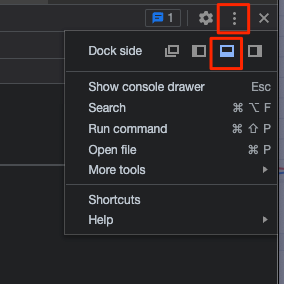 1
Dock side
Show console drawer Esc
Search ⌘ ⌥ F
Run command ⌘ ⇧ P
Open file ⌘ P
More tools
Shortcuts
Help